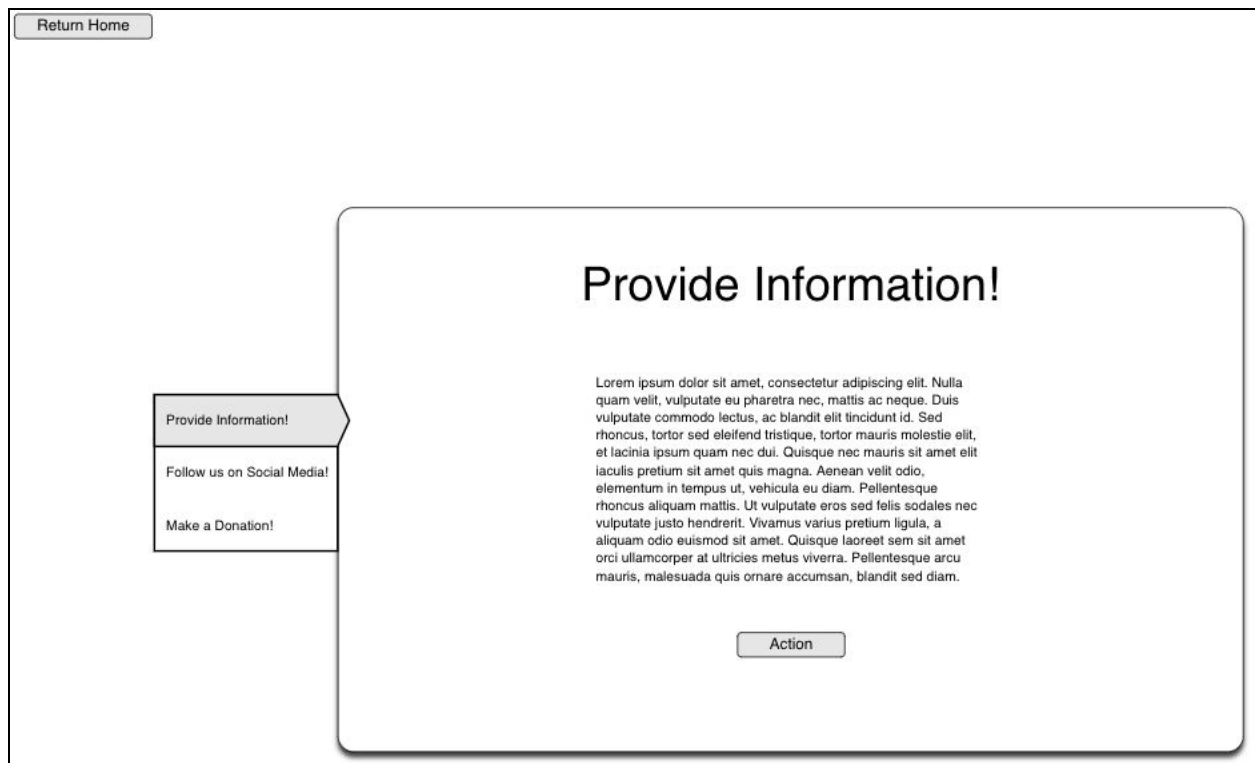 Return Home
Provide Information!
Provide Information!
Follow us on Social Media!
Make a Donation!
Lorem ipsum dolor sit amet, consectetur adipiscing elit. Nulla
quam velit, vulputate eu pharetra nec, mattis ac neque. Duis
vulputate commodo lectus, ac blandit elit tincidunt id. Sed
rhoncus, tortor sed eleifend tristique, tortor mauris molestie elit,
et lacinia ipsum quam nec dui. Quisque nec mauris sit amet elit
iaculis pretium sit amet quis magna. Aenean velit odio,
elementum in tempus ut, vehicula eu diam. Pellentesque
rhoncus aliquam mattis. Ut vulputate eros sed felis sodales nec
vulputate justo hendrerit. Vivamus varius pretium ligula, a
aliquam odio euismod sit amet. Quisque laoreet sem sit amet
orci ullamcorper at ultricies metus viverra. Pellentesque arcu
mauris, malesuada quis ornare accumsan, blandit sed diam.
Action